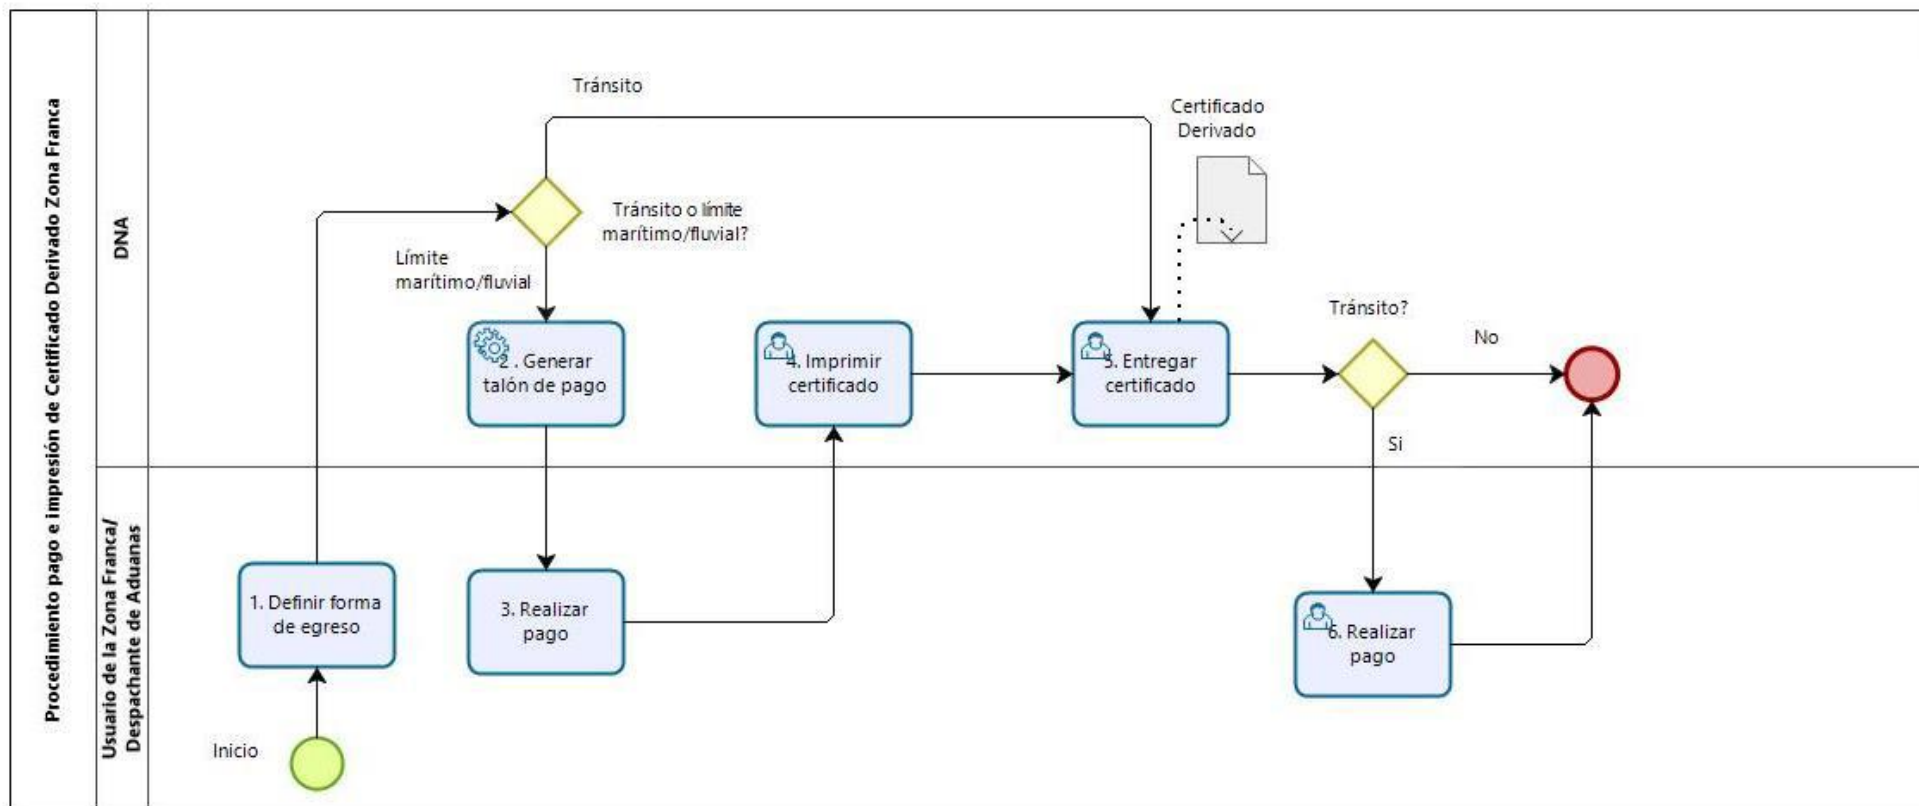 Procedimiento pago e impresión de Certificado Derivado Zona Franca
DNA
Tránsito
Certificado
Derivado
Tránsito o límite
marítimo/fluvial?
Límite
marítimo/fluvial
2 . Generar
talón de pago
4. Imprimir
certificado
5. Entregar
certificado
Tránsito?
No
Si
Usuario de la Zona Franca/
Despachante de Aduanas
1. Definir forma
de egreso
3. Realizar
pago
6. Realizar
pago
Inicio